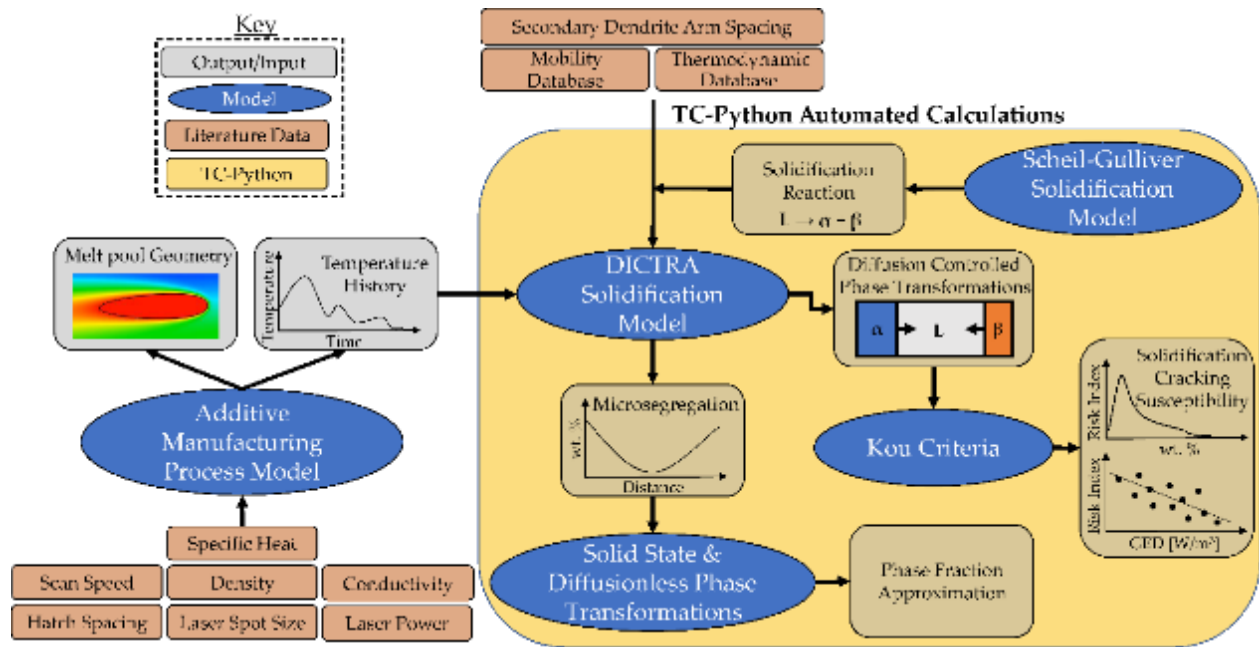 Key
Output/Input
Model
Literature Data
TC-Python
Secondary Dendrite Arm Spacing
Mobility
Database
Thermodynamic
Database
TC-Python Automated Calculations
Solidification
Reaction
L → α + β
Scheil-Gulliver
Solidification
Model
Melt pool Geometry
Temperature
History
Temperature
Time
DICTRA
Solidification
Model
Diffusion Controlled
Phase Transformations
α
L
β
Additive
Manufacturing
Process Model
Microsegregation
wt. %
Distance
Kou Criteria
Solidification
Cracking
Susceptibility
Risk Index
wt. %
Risk Index
GED [W/m³]
Specific Heat
Scan Speed
Density
Conductivity
Hatch Spacing
Laser Spot Size
Laser Power
Solid State &
Diffusionless Phase
Transformations
Phase Fraction
Approximation